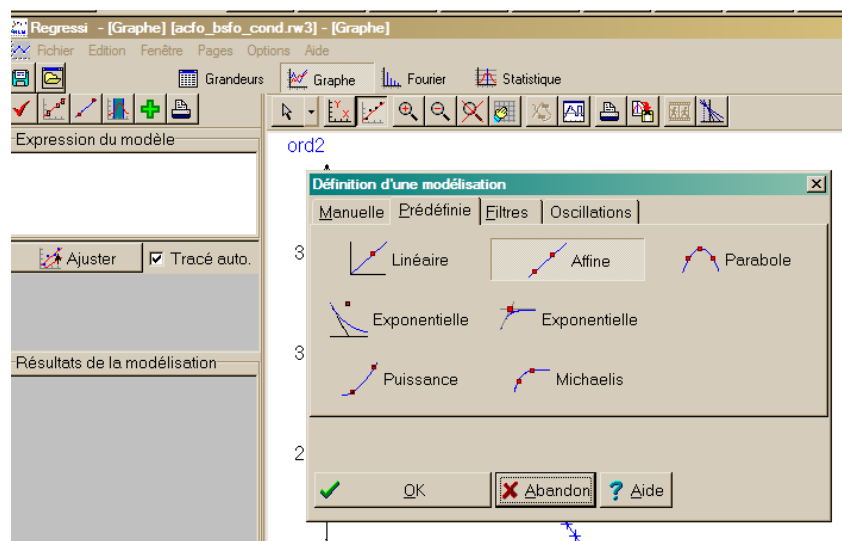 Regressi - [Graphe] [acfo_bsfo_cond.rw3] - [Graphe]
Fichier Edition Fenêtre Pages Options Aide
Grandeurs Graphe Fourier Statistique
Expression du modèle
ord2
Définition d'une modélisation
Manuelle Prédéfinie Filtres Oscillations
3
Linéaire Affine Parabole
Ajuster Tracé auto.
Exponentielle Exponentielle
3
Résultats de la modélisation
Puissance Michaelis
2
OK Abandon Aide